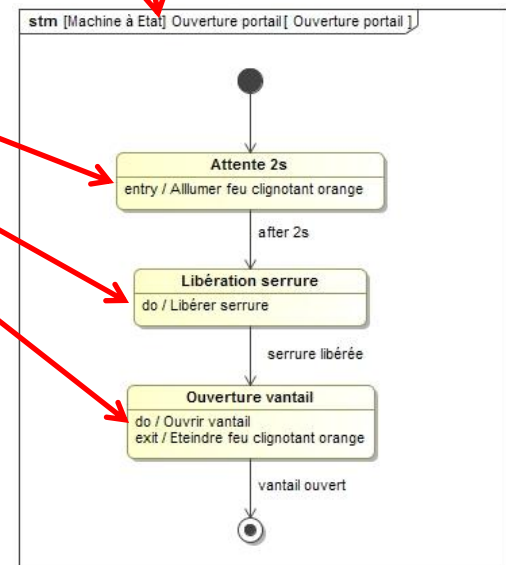 stm [Machine à Etat] Ouverture portail[ Ouverture portail ]
Attente 2s
entry / Alllumer feu clignotant orange
after 2s
Libération serrure
do / Libérer serrure
serrure libérée
Ouverture vantail
do / Ouvrir vantail
exit / Eteindre feu clignotant orange
vantail ouvert